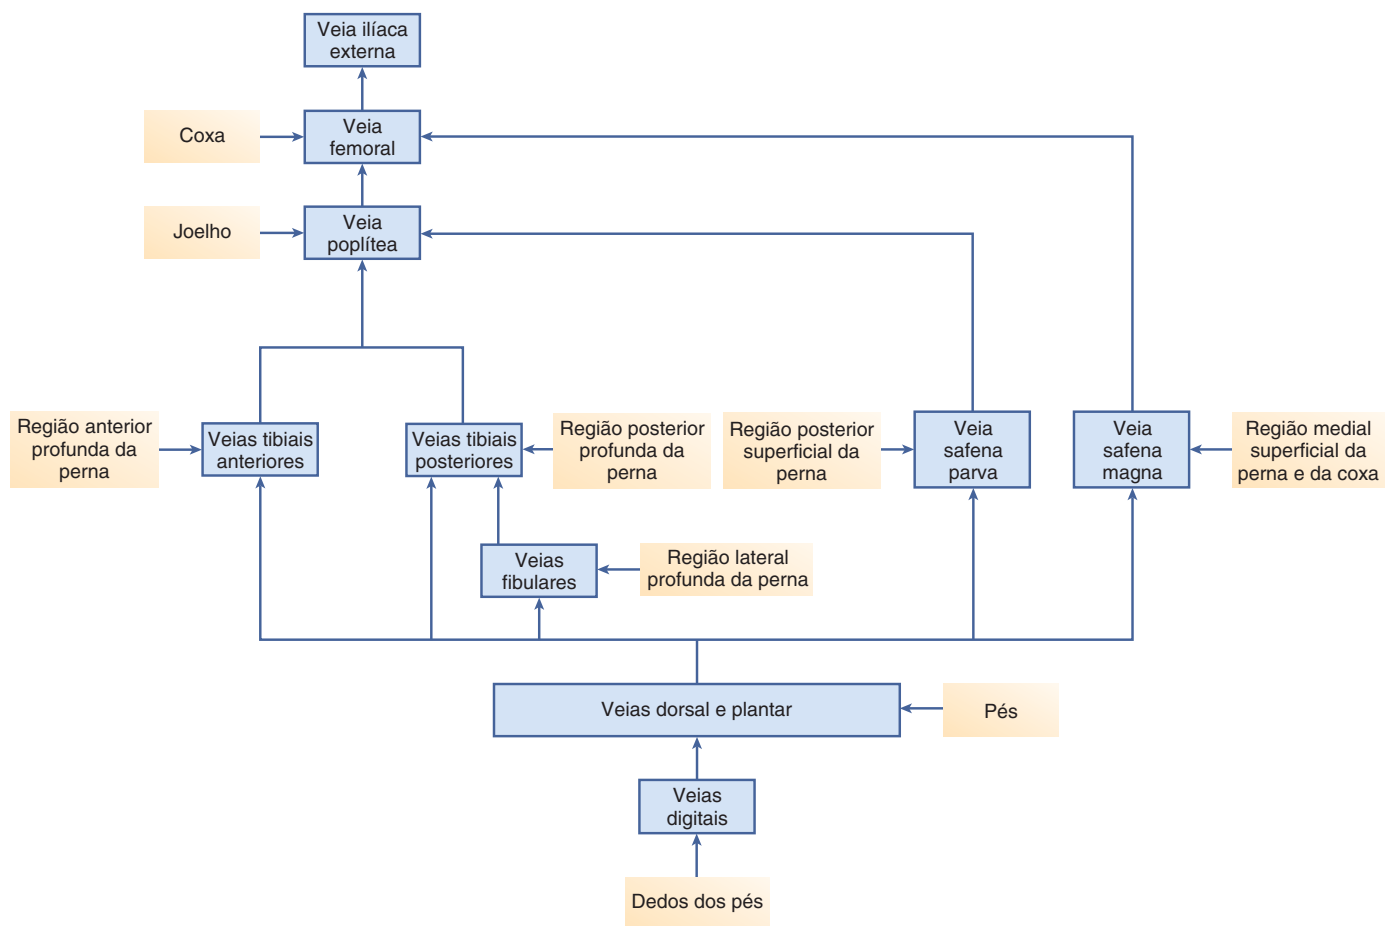 Veia ilíaca
externa
Coxa
Veia
femoral
Joelho
Veia
poplítea
Região anterior
profunda da
perna
Veias tibiais
anteriores
Veias tibiais
posteriores
Região posterior
profunda da
perna
Região posterior
superficial da
perna
Veia
safena
parva
Veia
safena
magna
Região medial
superficial da
perna e da coxa
Veias
fibulares
Região lateral
profunda da perna
Veias dorsal e plantar
Pés
Veias
digitais
Dedos dos pés